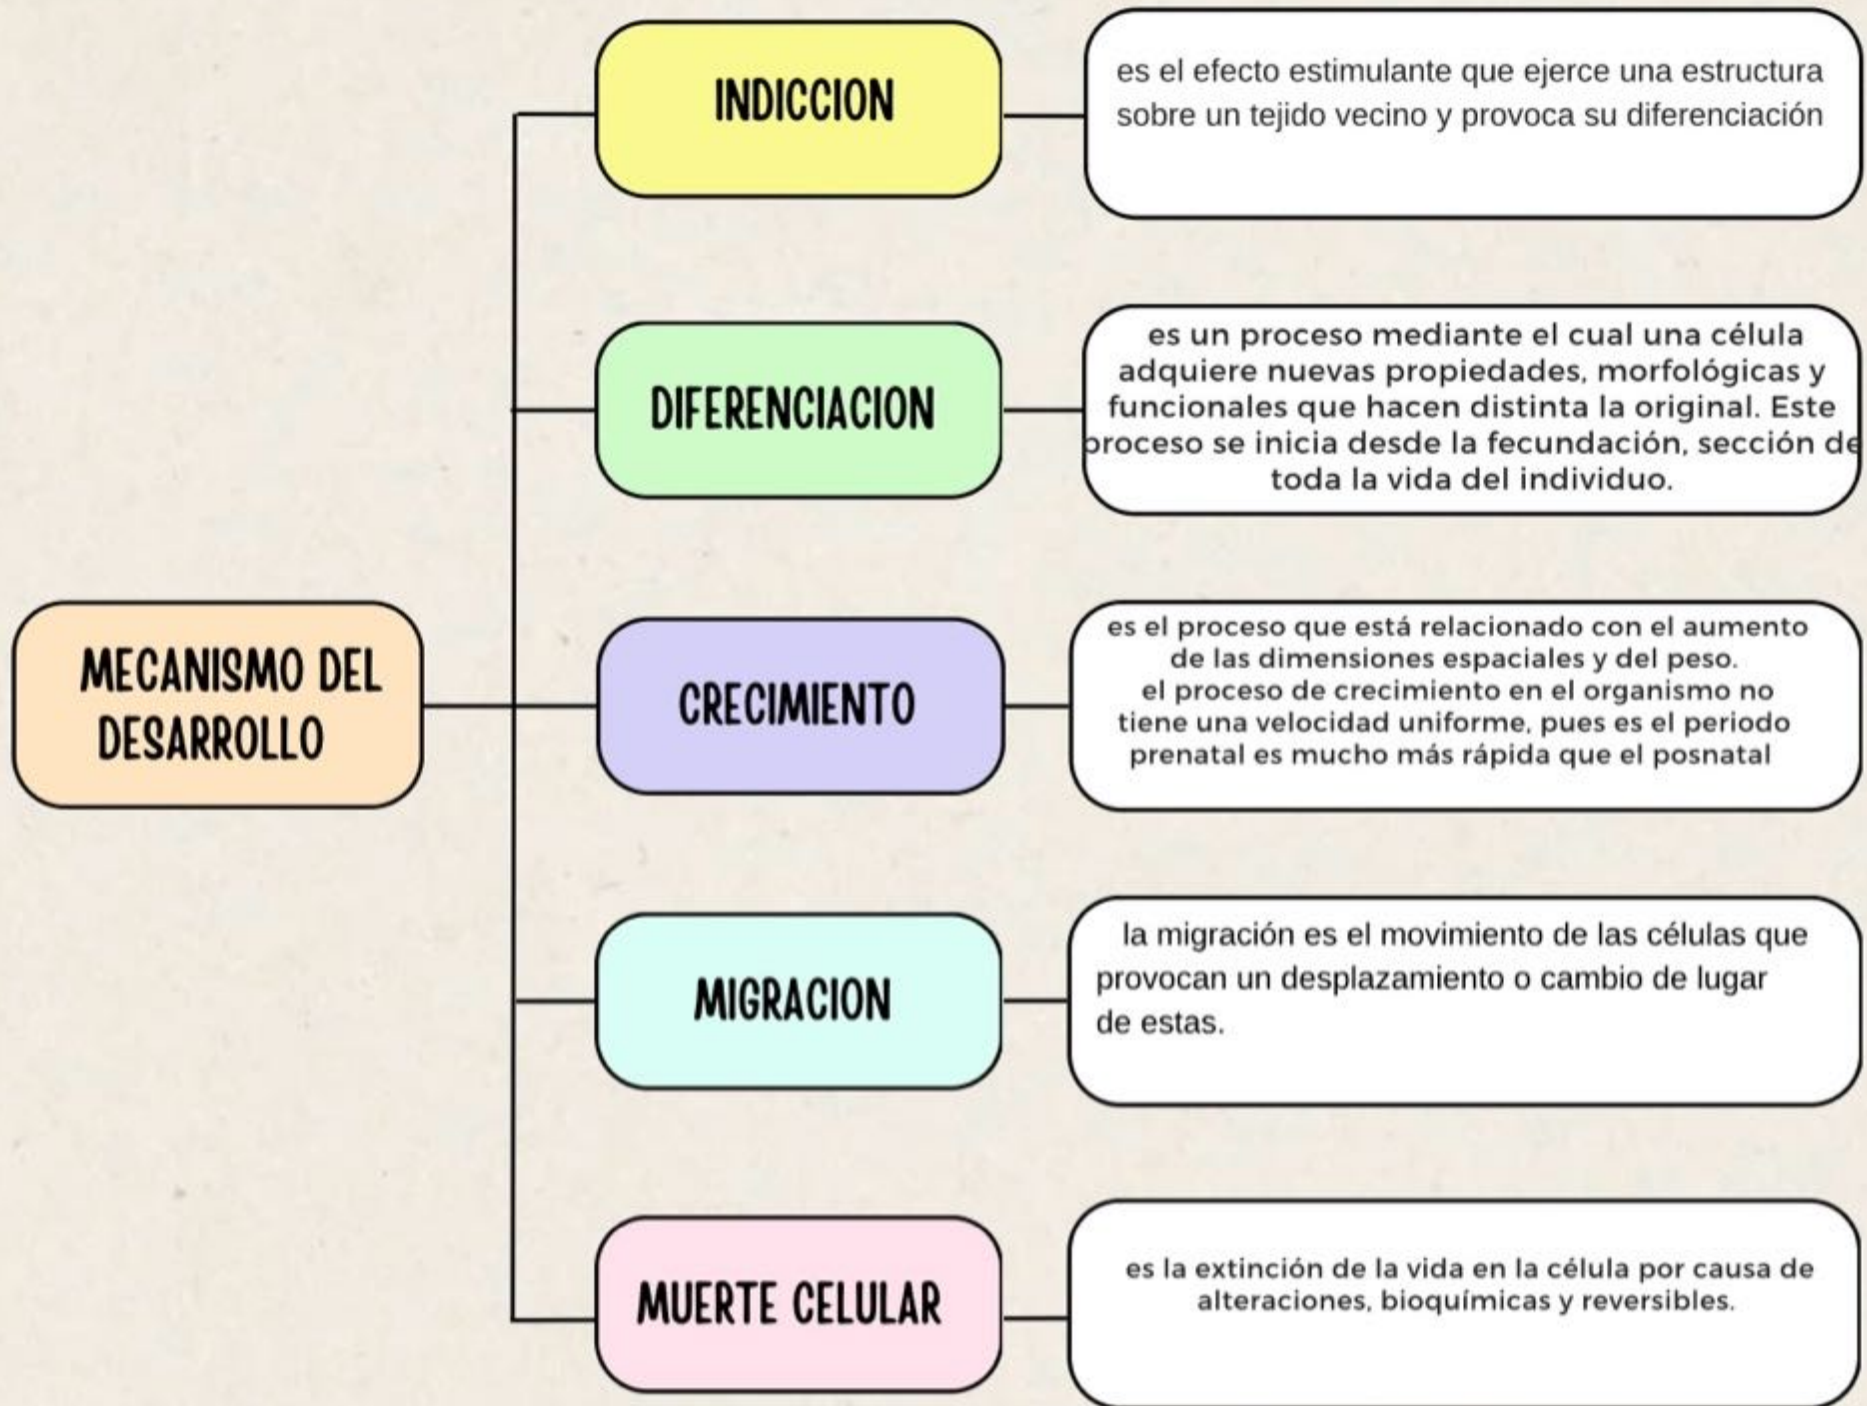 INDICCION
es el efecto estimulante que ejerce una estructura
sobre un tejido vecino y provoca su diferenciación
DIFERENCIACION
es un proceso mediante el cual una célula
adquiere nuevas propiedades, morfológicas y
funcionales que hacen distinta la original. Este
proceso se inicia desde la fecundación, sección de
toda la vida del individuo.
MECANISMO DEL
DESARROLLO
CRECIMIENTO
es el proceso que está relacionado con el aumento
de las dimensiones espaciales y del peso.
el proceso de crecimiento en el organismo no
tiene una velocidad uniforme, pues es el periodo
prenatal es mucho más rápida que el posnatal
MIGRACION
la migración es el movimiento de las células que
provocan un desplazamiento o cambio de lugar
de estas.
MUERTE CELULAR
es la extinción de la vida en la célula por causa de
alteraciones, bioquímicas y reversibles.